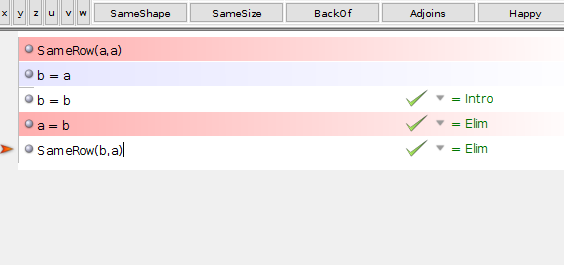 x y z u v w SameShape SameSize BackOf Adjoins Happy
SameRow(a,a)
b = a
b = b = Intro
a = b = Elim
SameRow(b,a) = Elim